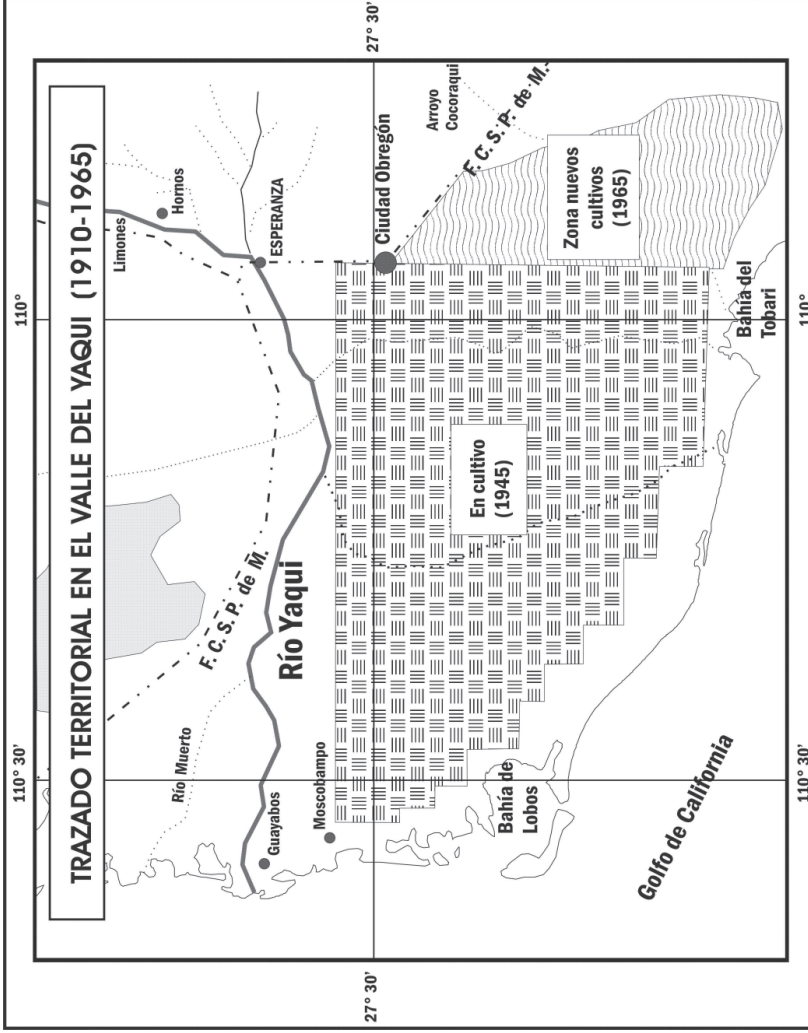 TRAZADO TERRITORIAL EN EL VALLE DEL YAQUI (1910-1965)
110° 30'
110°
Limones
Hornos
Río Muerto
F. C. S. P. de M.
ESPERANZA
Guayabos
Río Yaqui
Moscobampo
27° 30'
27° 30'
Ciudad Obregón
Arroyo
Cocoraqui
F. C. S. P. de M.
En cultivo
(1945)
Zona nuevos
cultivos
(1965)
Bahía de
Lobos
Bahía del
Tobari
Golfo de California
110° 30'
110°